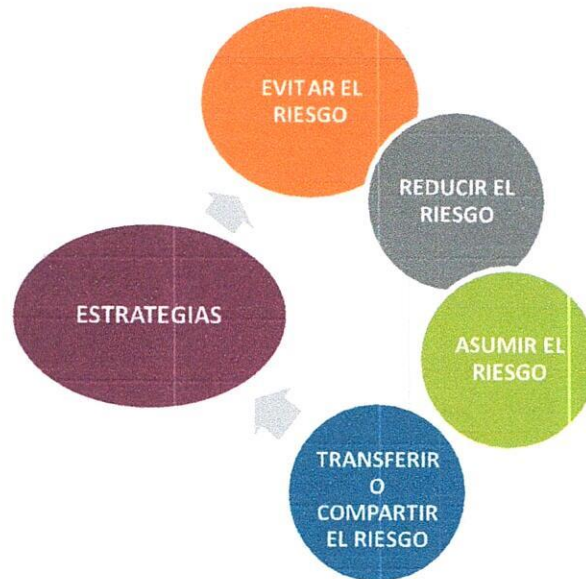 EVITAR EL
RIESGO
REDUCIR EL
RIESGO
ESTRATEGIAS
ASUMIR EL
RIESGO
TRANSFERIR
O
COMPARTIR
EL RIESGO